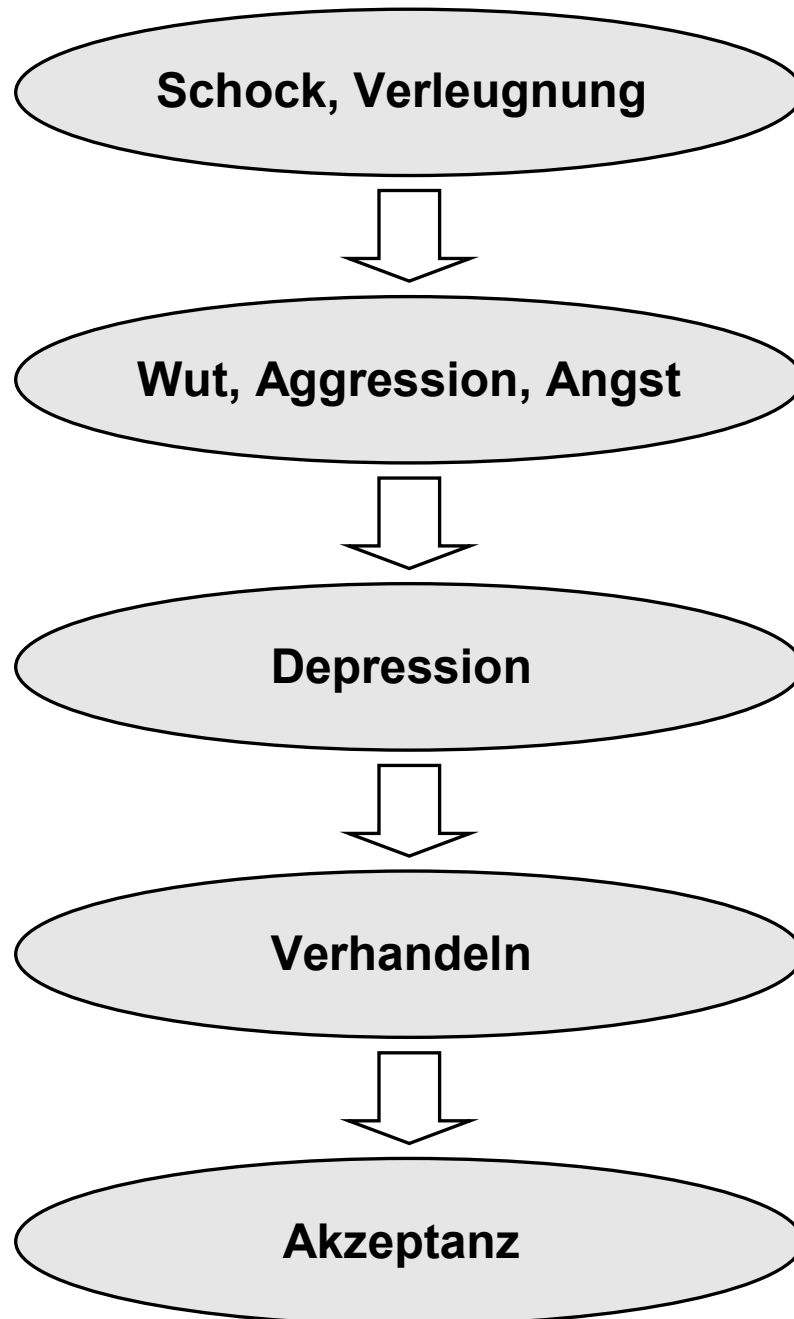 Schock, Verleugnung
Wut, Aggression, Angst
Depression
Verhandeln
Akzeptanz